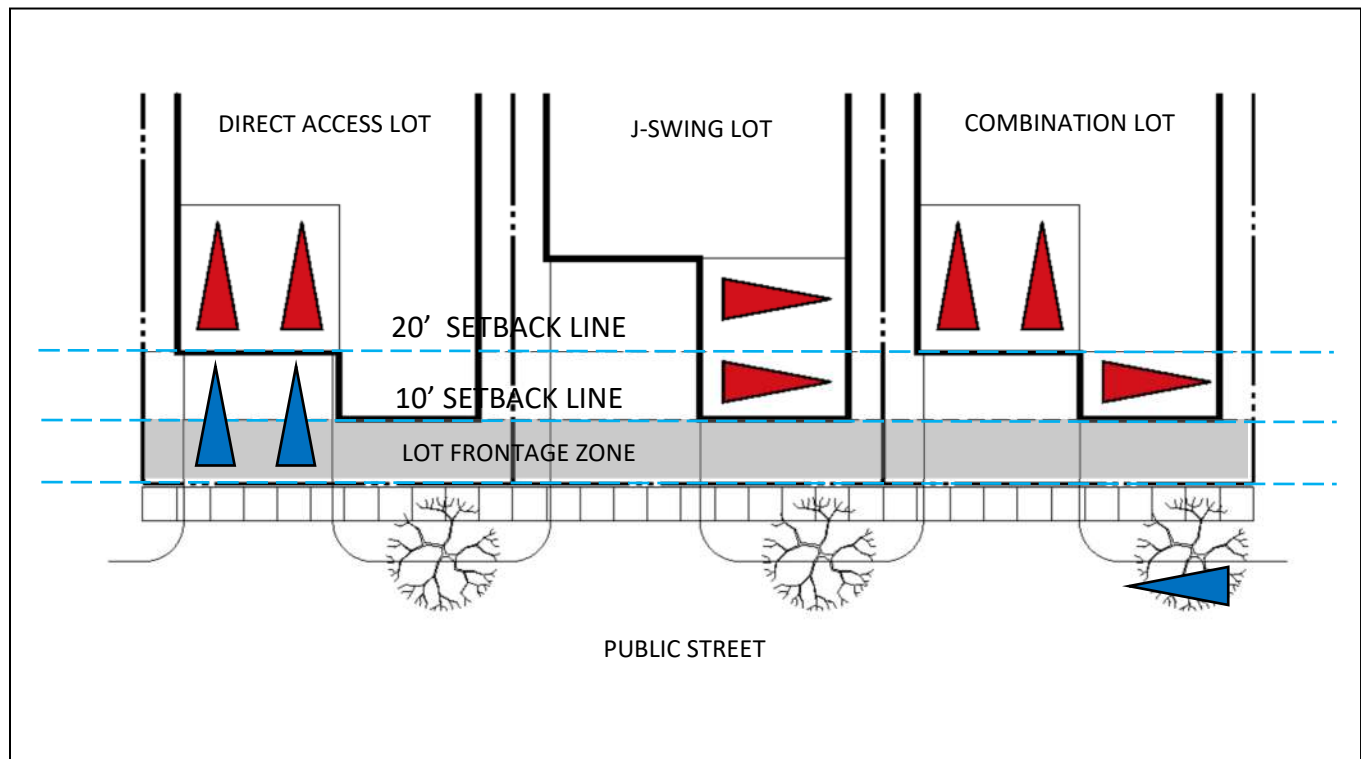 DIRECT ACCESS LOT
J-SWING LOT
COMBINATION LOT
20’ SETBACK LINE
10’ SETBACK LINE
LOT FRONTAGE ZONE
PUBLIC STREET